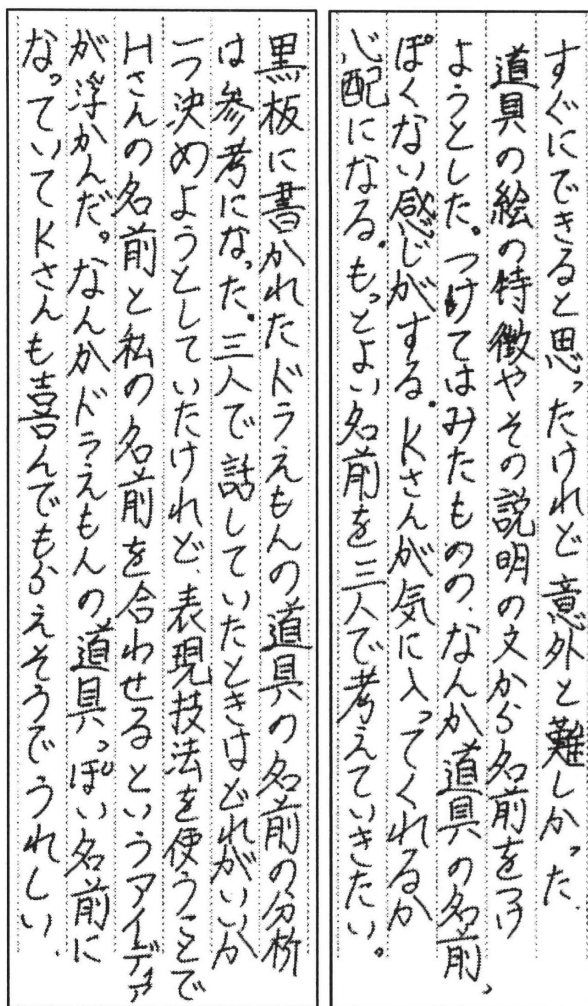 すぐにできると思ったけれど意外と難しかった、
道具の絵の特徴やその説明の文から名前をつけ
ようとした。つけてはみたものの、なんか道具の名前、
ぽくない感じがする。Kさんが気に入ってくれるか
心配になる。もっとよい名前を三人で考えていきたい。
黒板に書かれたドラえもんの道具の名前の分析
は参考になった。三人で話していたときはどれがいいか
一つ決めようとしていたけれど、表現技法を使うことで
Hさんの名前と私の名前を合わせるというアイデア
が浮かんだ。なんかドラえもんの道具っぽい名前に
なっていてKさんも喜んでもらえそうでうれしい、